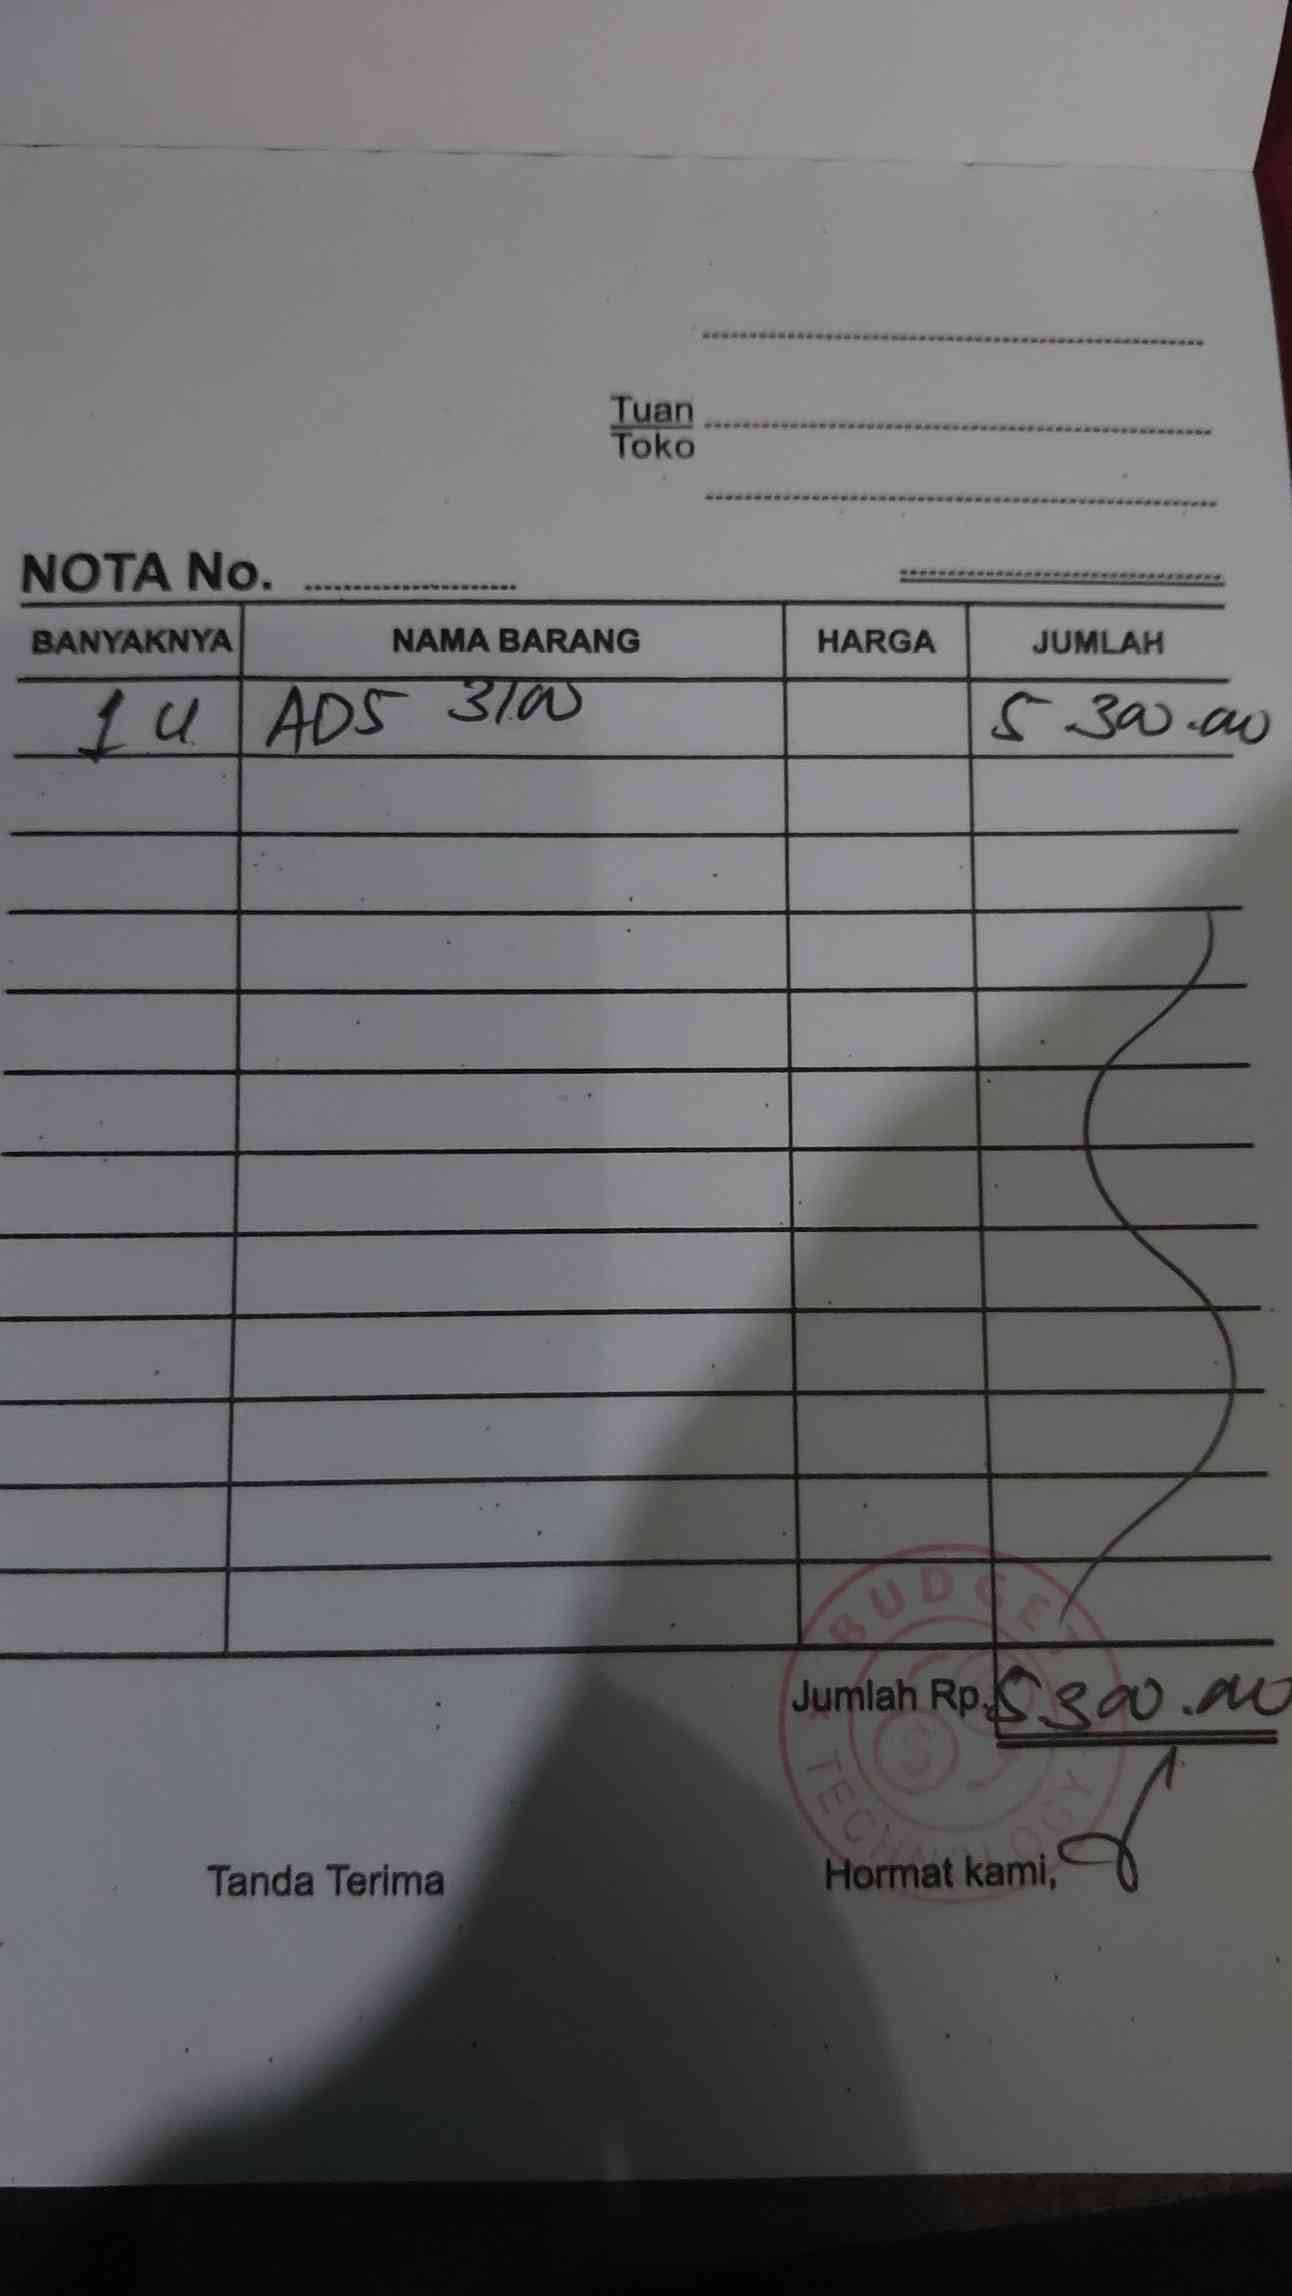 Tuan
Toko
NOTA No.
BANYAKNYA NAMA BARANG HARGA JUMLAH
1 U ADS 3100 5 300.000
Jumlah Rp. 5 300.000
BUDGET TECHNOLOGY
Tanda Terima Hormat kami,